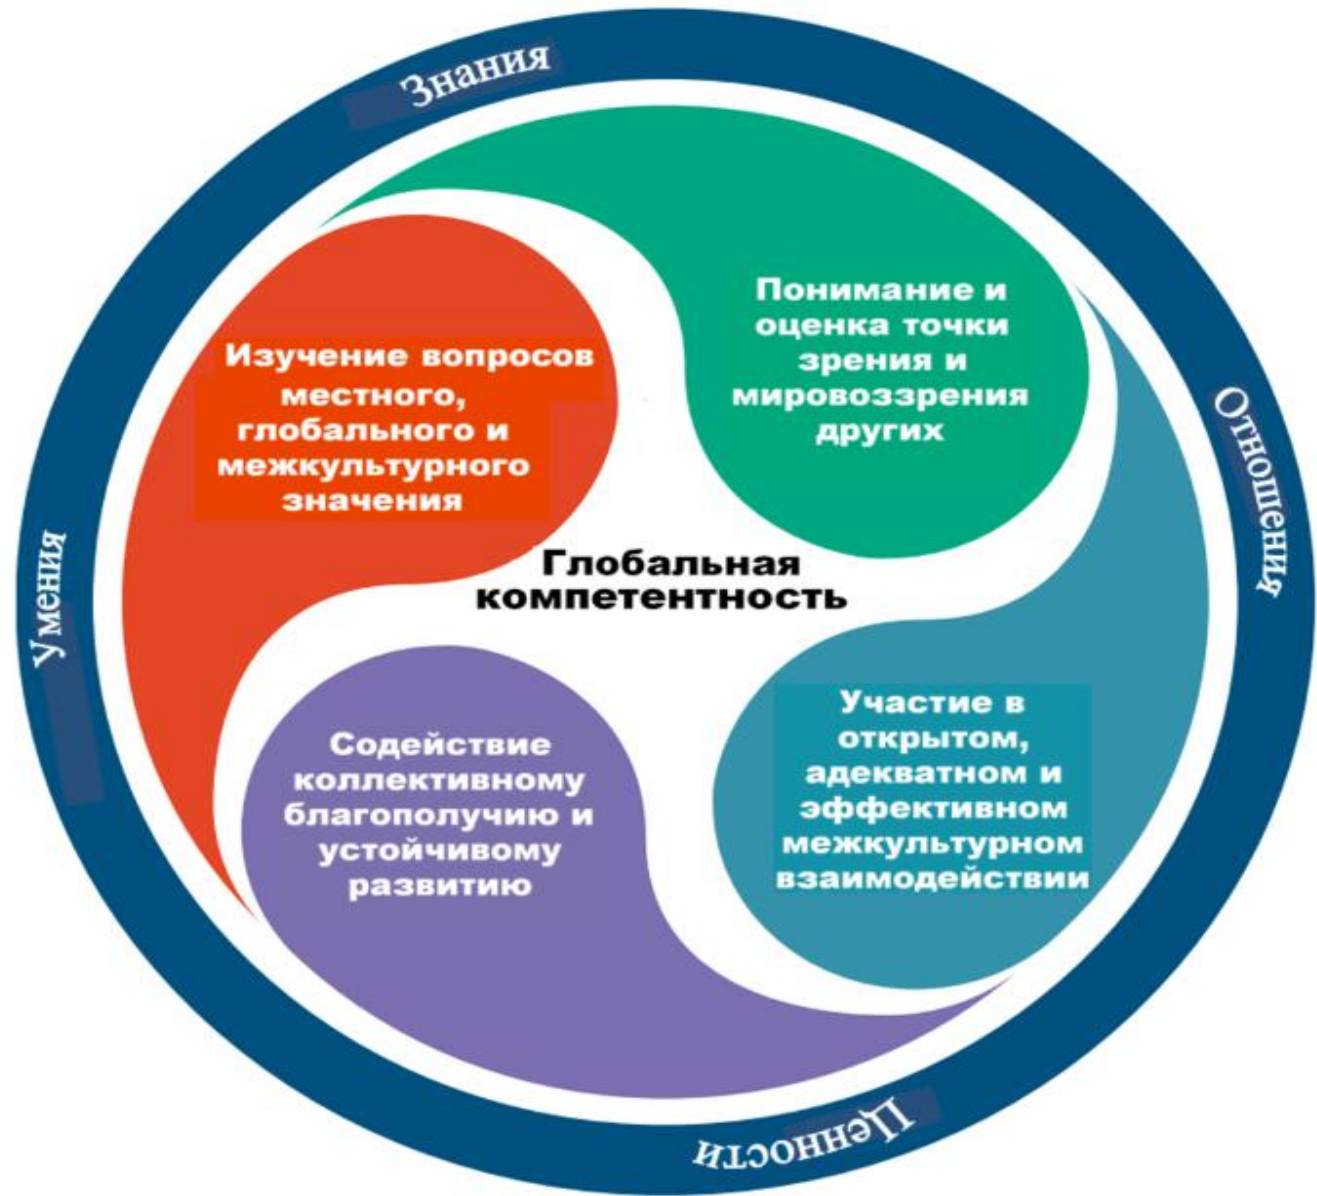 Знания
Понимание и
оценка точки
зрения и
мировоззрения
других
Изучение вопросов
местного,
глобального и
межкультурного
значения
Отношения
Умения
Глобальная
компетентность
Участие в
открытом,
адекватном и
эффективном
межкультурном
взаимодействии
Содействие
коллективному
благополучию и
устойчивому
развитию
Ценности